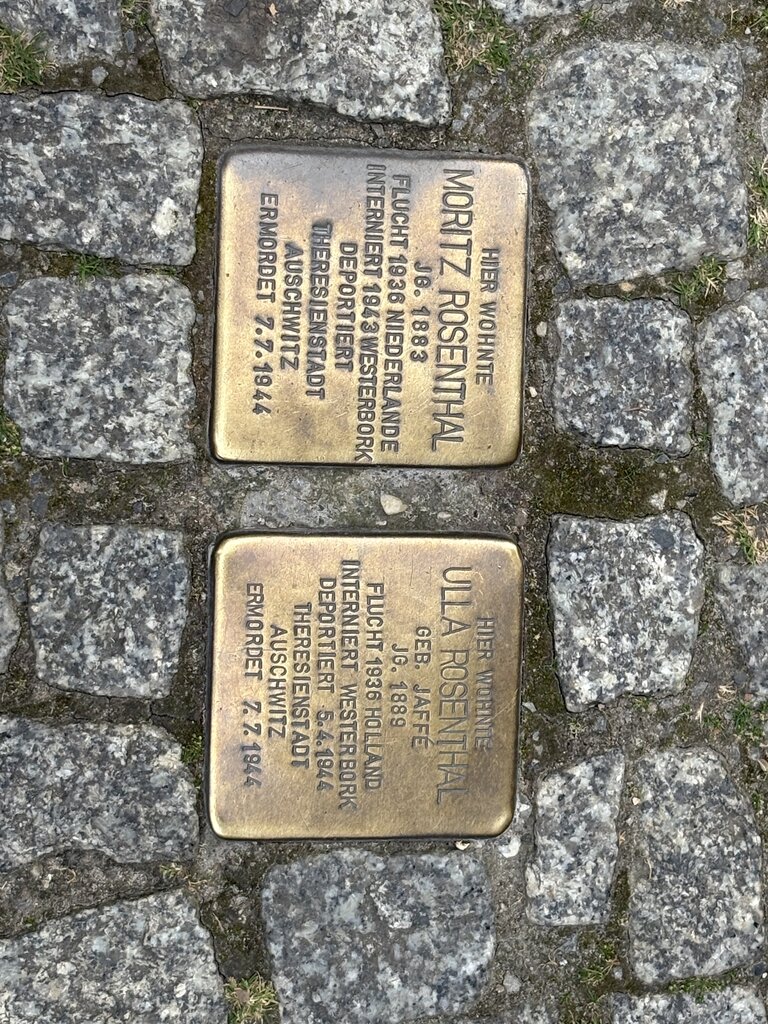 HIER WOHNTE
MORITZ ROSENTHAL
JG. 1883
FLUCHT 1936 NIEDERLANDE
INTERNIERT 1943 WESTERBORK
DEPORTIERT
THERESIENSTADT
AUSCHWITZ
ERMORDET 7.7.1944
HIER WOHNTE
ULLA ROSENTHAL
GEB. JAFFÉ
JG. 1889
FLUCHT 1936 HOLLAND
INTERNIERT WESTERBORK
DEPORTIERT 5.4.1944
THERESIENSTADT
AUSCHWITZ
ERMORDET 7.7.1944